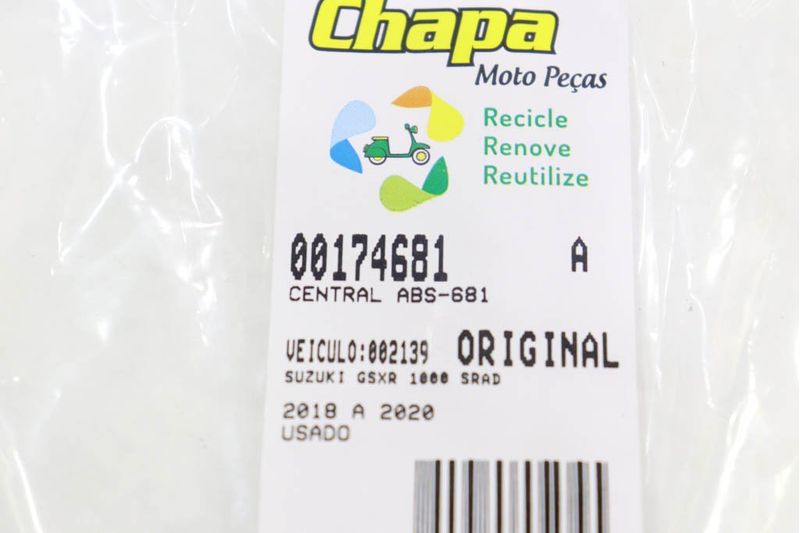 Chapa
Moto Peças
Recicle
Renove
Reutilize
00174681 A
CENTRAL ABS-681
VEICULO:002139 ORIGINAL
SUZUKI GSXR 1000 SRAD
2018 A 2020
USADO